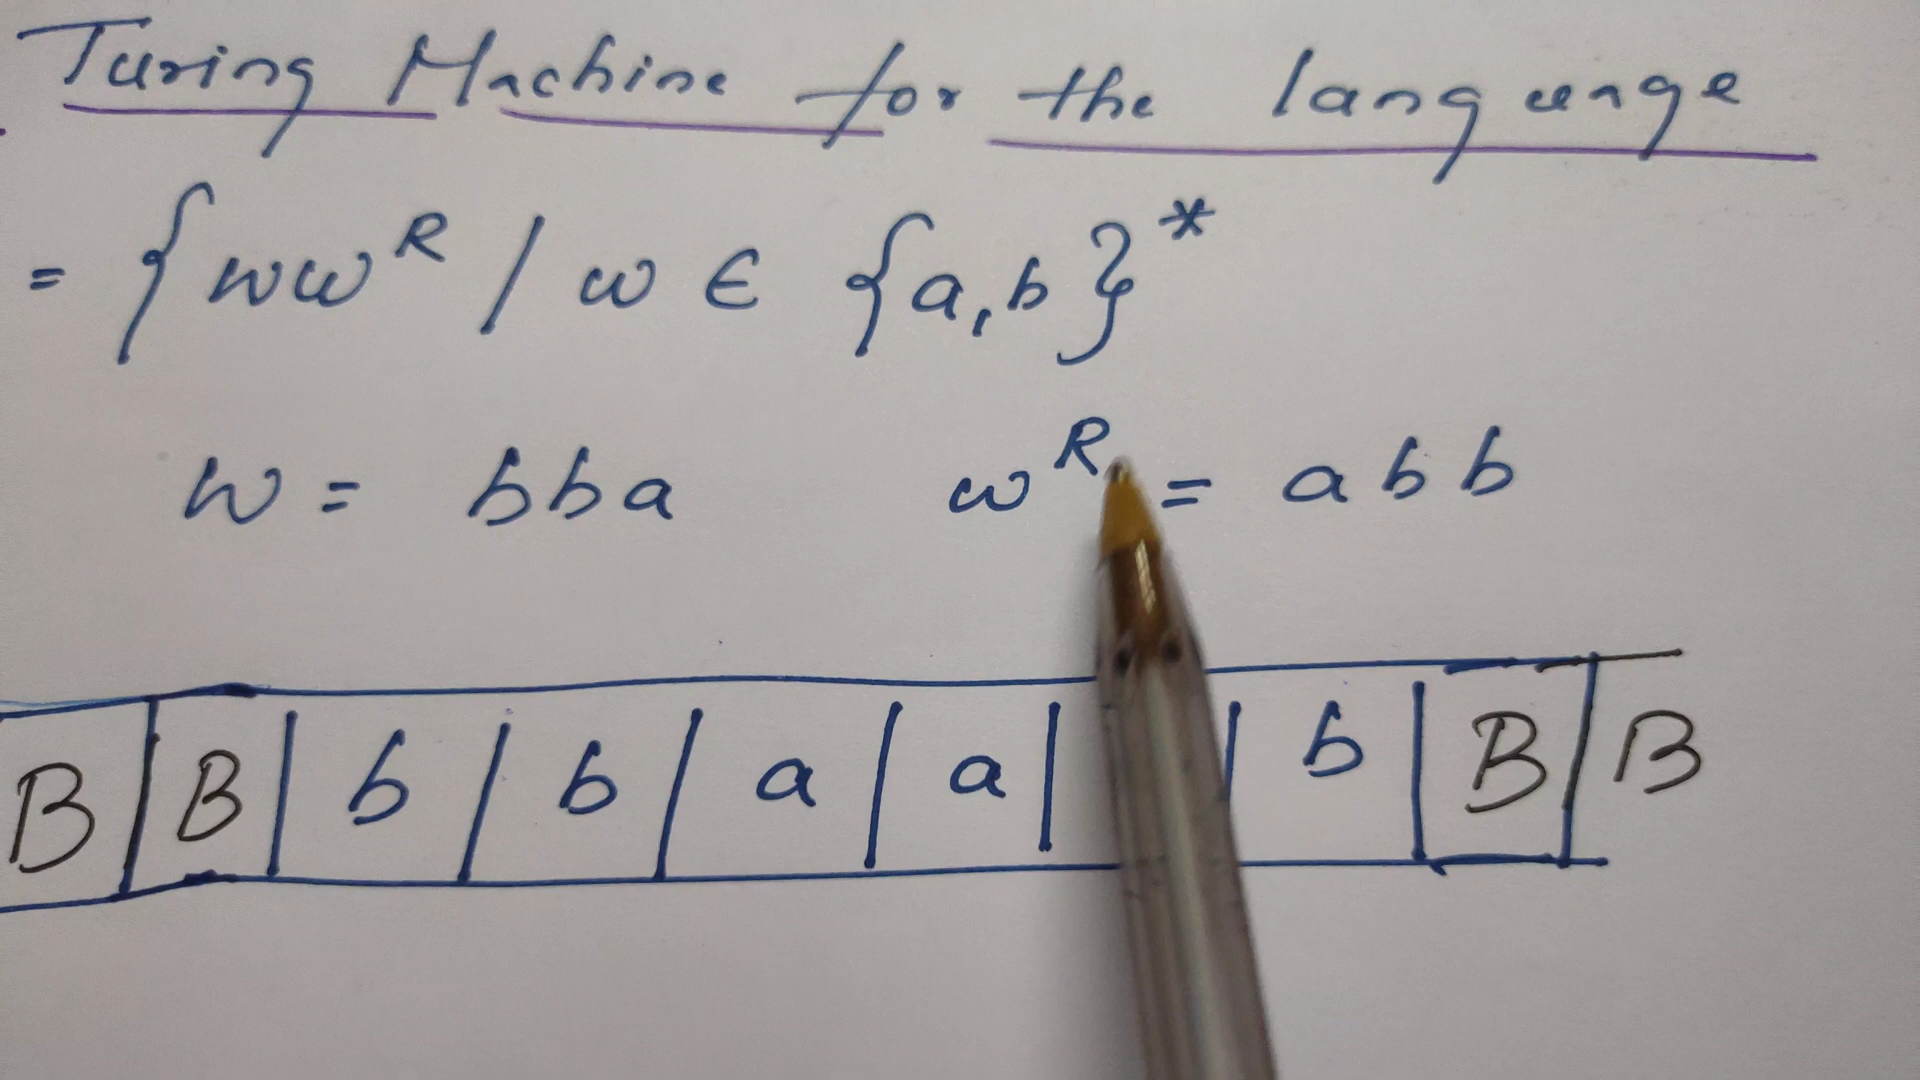 Turing Machine for the language
= {ww^R / w ∈ {a,b}*
w = bba w^R = abb
B B b b a a b B B